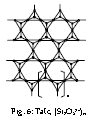 Fig. 6: Talc, (Si₂O₅²⁻)ₙ